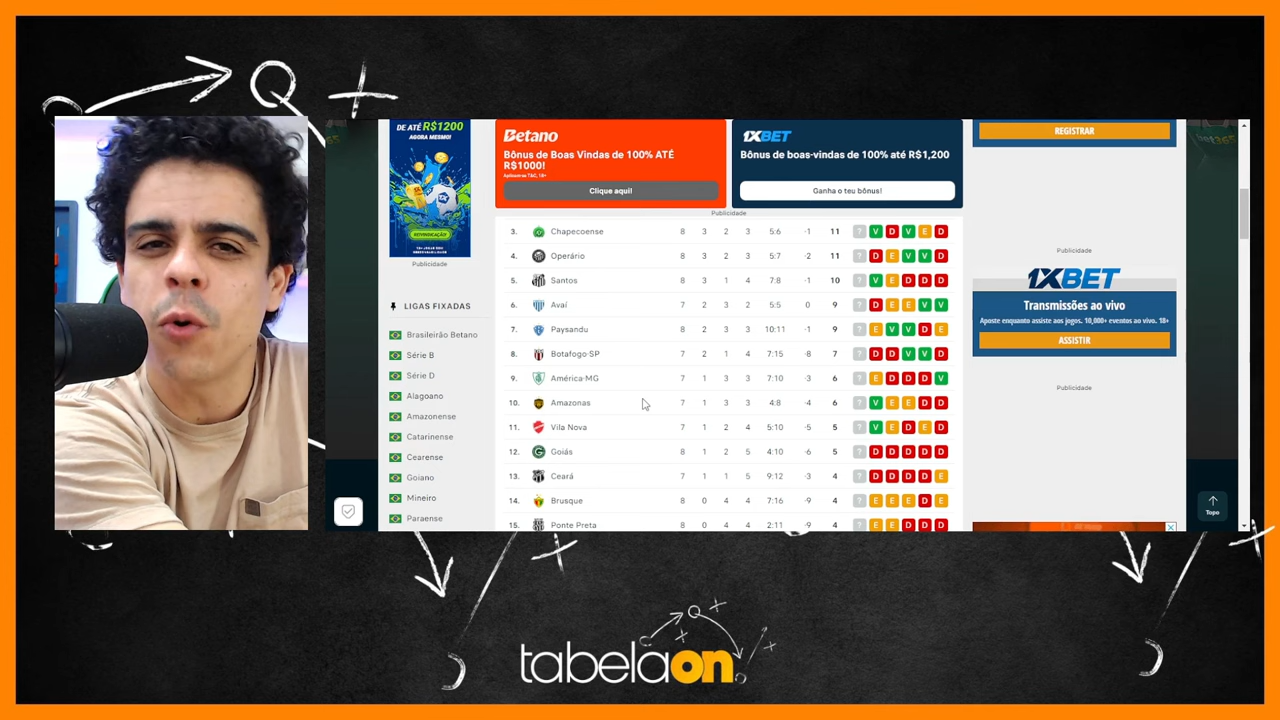 DE ATÉ R$1200
AGORA MESMO!
REIVINDICAÇÃO
Publicidade
LIGAS FIXADAS
Brasileirão Betano
Série B
Série D
Alagoano
Amazonense
Catarinense
Cearense
Goiano
Mineiro
Paraense
Betano
Bônus de Boas Vindas de 100% ATÉ
R$1000!
Aplicam-se T&C, 18+
Clique aqui!
1XBET
Bônus de boas-vindas de 100% até R$1,200
Ganha o teu bônus!
Publicidade
3. Chapecoense 8 3 2 3 5:6 -1 11 ? V D V E D
4. Operário 8 3 2 3 5:7 -2 11 ? D E V V D
5. Santos 8 3 1 4 7:8 -1 10 ? V E D D D
6. Avaí 7 2 3 2 5:5 0 9 ? D E E V V
7. Paysandu 8 2 3 3 10:11 -1 9 ? E V V D E
8. Botafogo-SP 7 2 1 4 7:15 -8 7 ? D D V V D
9. América-MG 7 1 3 3 7:10 -3 6 ? E D D D V
10. Amazonas 7 1 3 3 4:8 -4 6 ? V E E D D
11. Vila Nova 7 1 2 4 5:10 -5 5 ? V E D E D
12. Goiás 8 1 2 5 4:10 -6 5 ? D D D D D
13. Ceará 7 1 1 5 9:12 -3 4 ? D D D D E
14. Brusque 8 0 4 4 7:16 -9 4 ? E E E D E
15. Ponte Preta 8 0 4 4 2:11 -9 4 ? E E D D D
REGISTRAR
Publicidade
1XBET
Transmissões ao vivo
Aposte enquanto assiste aos jogos. 10,000+ eventos ao vivo. 18+
ASSISTIR
Publicidade
Topo
tabelaon